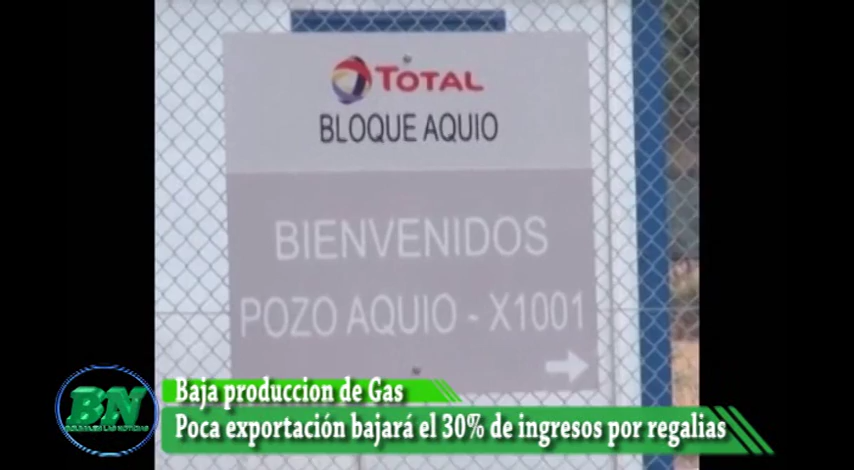 TOTAL
BLOQUE AQUIO
BIENVENIDOS
POZO AQUIO - X1001
BN
Baja produccion de Gas
Poca exportación bajará el 30% de ingresos por regalias